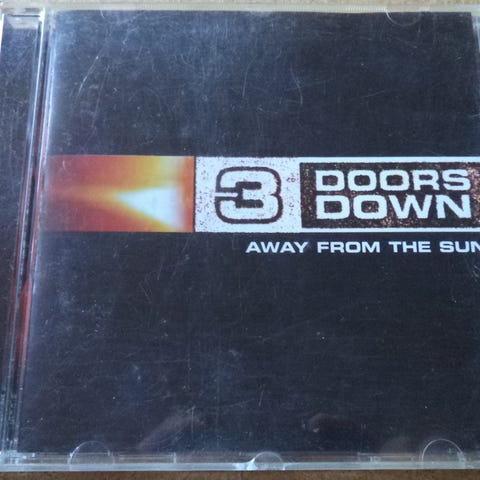 3 DOORS
DOWN
AWAY FROM THE SUN